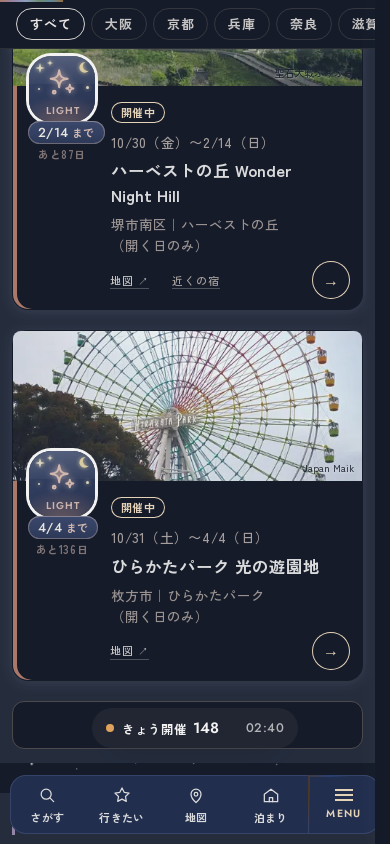 すべて
大阪
京都
兵庫
奈良
滋賀
LIGHT
2/14 まで
あと87日
開催中
10/30（金）〜2/14（日）
ハーベストの丘 Wonder
Night Hill
堺市南区｜ハーベストの丘
（開く日のみ）
地図 ↗
近くの宿
→
Japan Maik
LIGHT
4/4 まで
あと136日
開催中
10/31（土）〜4/4（日）
ひらかたパーク 光の遊園地
枚方市｜ひらかたパーク
（開催日のみ）
地図 ↗
→
きょう開催 148
02:40
さがす
行きたい
地図
泊まり
MENU